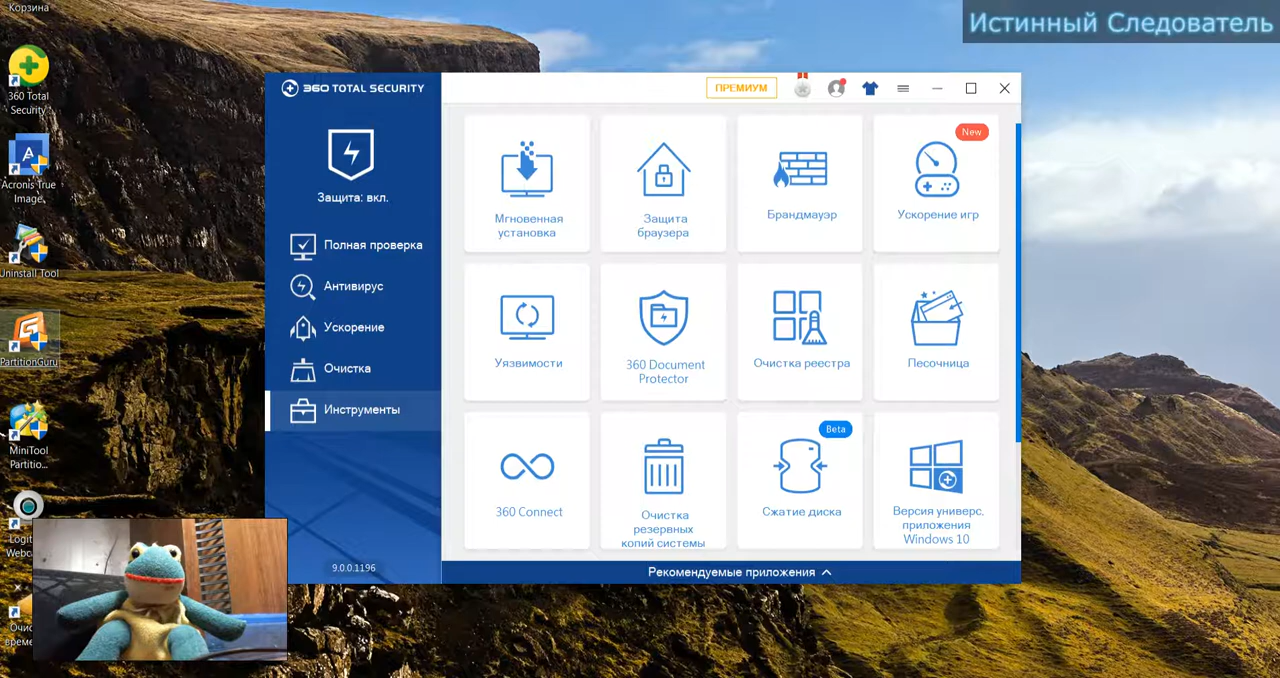 Корзина
Истинный Следователь
360 Total
Security
Acronis True
Image
Uninstall Tool
PartitionGuru
MiniTool
Partitio...
360 TOTAL SECURITY
Защита: вкл.
Полная проверка
Антивирус
Ускорение
Очистка
Инструменты
9.0.0.1196
ПРЕМИУМ
Мгновенная
установка
Защита
браузера
Брандмауэр
New
Ускорение игр
Уязвимости
360 Document
Protector
Очистка реестра
Песочница
360 Connect
Очистка
резервных
копий системы
Beta
Сжатие диска
Версия универс.
приложения
Windows 10
Рекомендуемые приложения